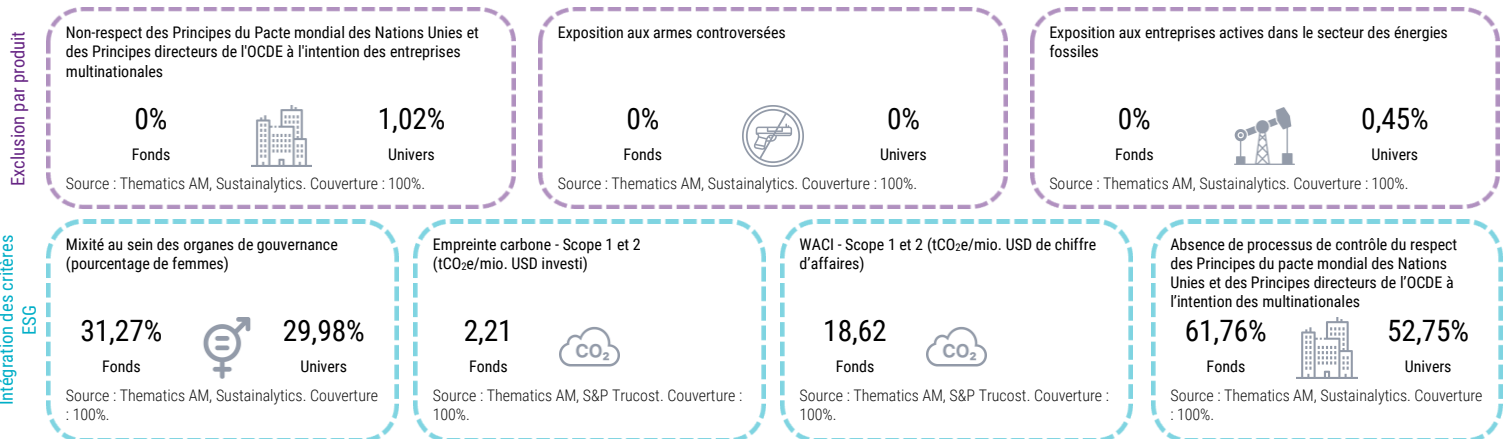 Exclusion par produit
Non-respect des Principes du Pacte mondial des Nations Unies et
des Principes directeurs de l'OCDE à l'intention des entreprises
multinationales
0%
Fonds
1,02%
Univers
Source : Thematics AM, Sustainalytics. Couverture : 100%.
Exposition aux armes controversées
0%
Fonds
0%
Univers
Source : Thematics AM, Sustainalytics. Couverture : 100%.
Exposition aux entreprises actives dans le secteur des énergies
fossiles
0%
Fonds
0,45%
Univers
Source : Thematics AM, Sustainalytics. Couverture : 100%.
Intégration des critères
ESG
Mixité au sein des organes de gouvernance
(pourcentage de femmes)
31,27%
Fonds
29,98%
Univers
Source : Thematics AM, Sustainalytics. Couverture
: 100%.
Empreinte carbone - Scope 1 et 2
(tCO₂e/mio. USD investi)
2,21
Fonds
CO₂
Source : Thematics AM, S&P Trucost. Couverture :
100%.
WACI - Scope 1 et 2 (tCO₂e/mio. USD de chiffre
d'affaires)
18,62
Fonds
CO₂
Source : Thematics AM, S&P Trucost. Couverture :
100%.
Absence de processus de contrôle du respect
des Principes du pacte mondial des Nations
Unies et des Principes directeurs de l'OCDE à
l'intention des multinationales
61,76%
Fonds
52,75%
Univers
Source : Thematics AM, Sustainalytics. Couverture
: 100%.